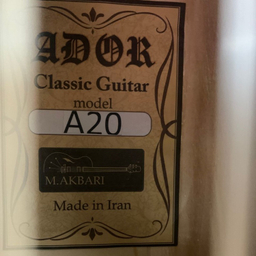 ADOR
Classic Guitar
model
A20
M.AKBARI
Made in Iran